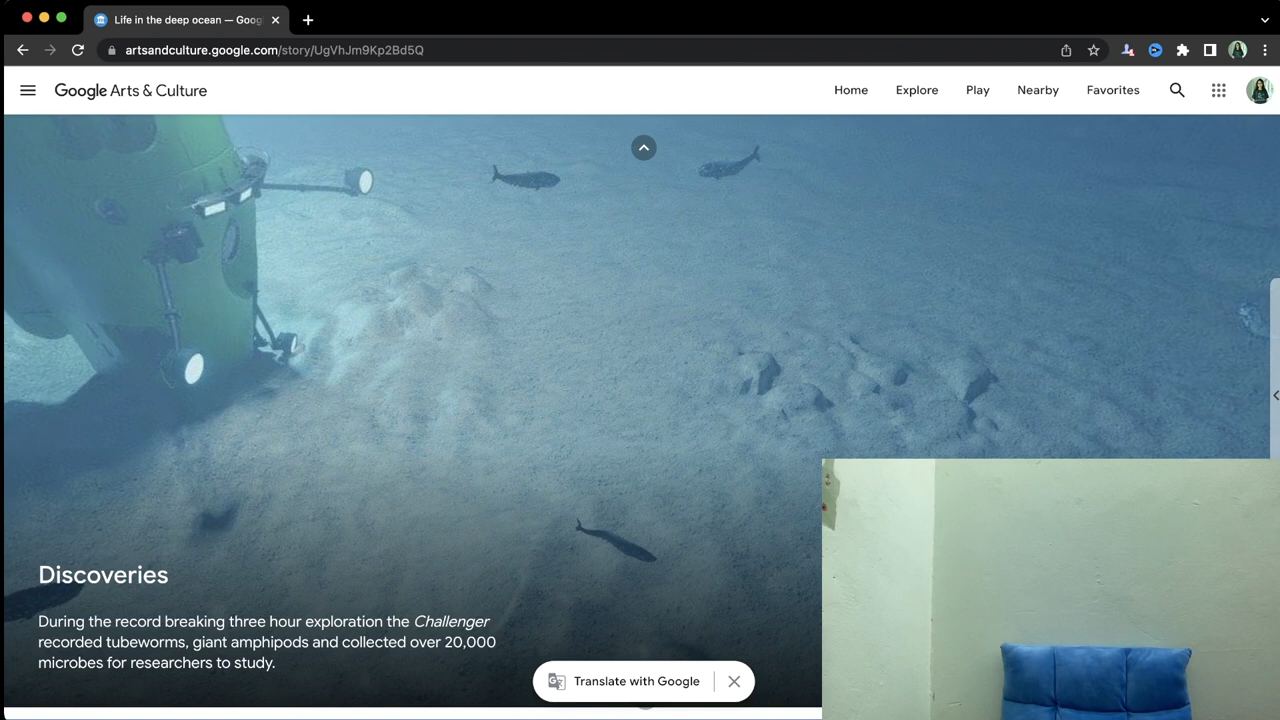 Life in the deep ocean — Goog
artsandculture.google.com/story/UgVhJm9Kp2Bd5Q
Google Arts & Culture
Home Explore Play Nearby Favorites
Discoveries
During the record breaking three hour exploration the Challenger
recorded tubeworms, giant amphipods and collected over 20,000
microbes for researchers to study.
Translate with Google